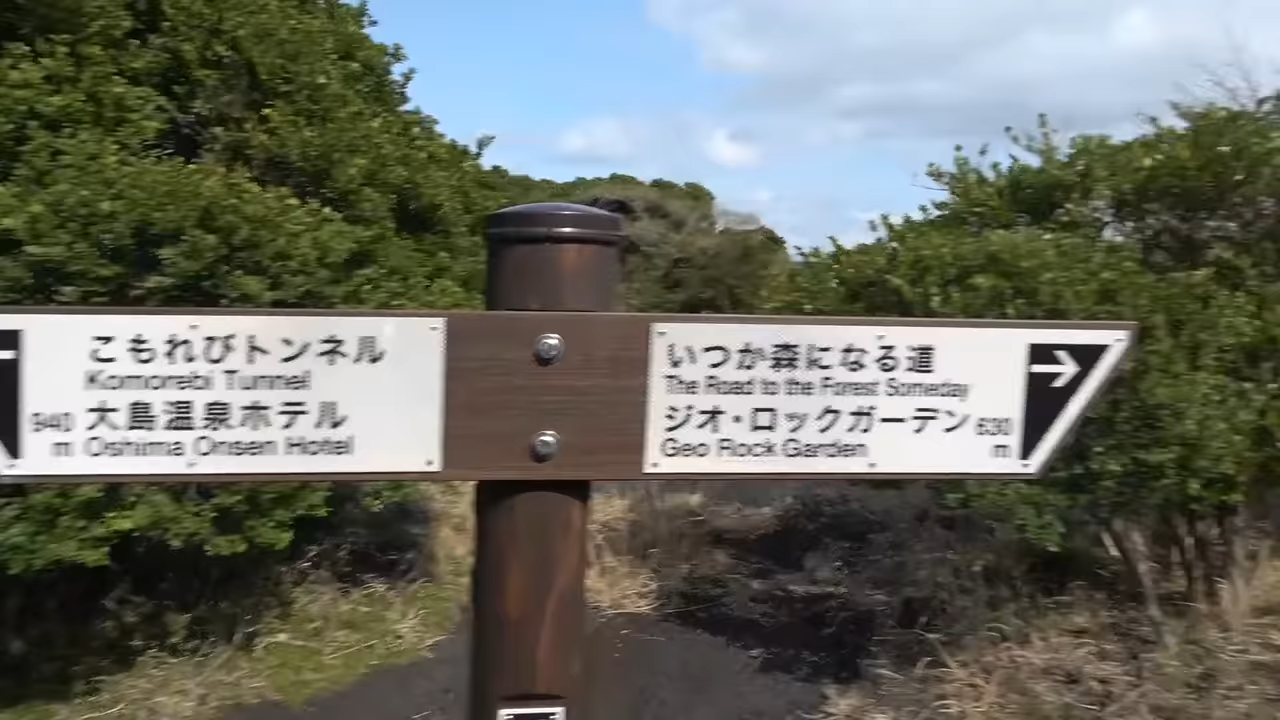 こもれびトンネル
Komorebi Tunnel
940 大島温泉ホテル
m Oshima Onsen Hotel
いつか森になる道
The Road to the Forest Someday
ジオ・ロックガーデン 630
Geo Rock Garden m